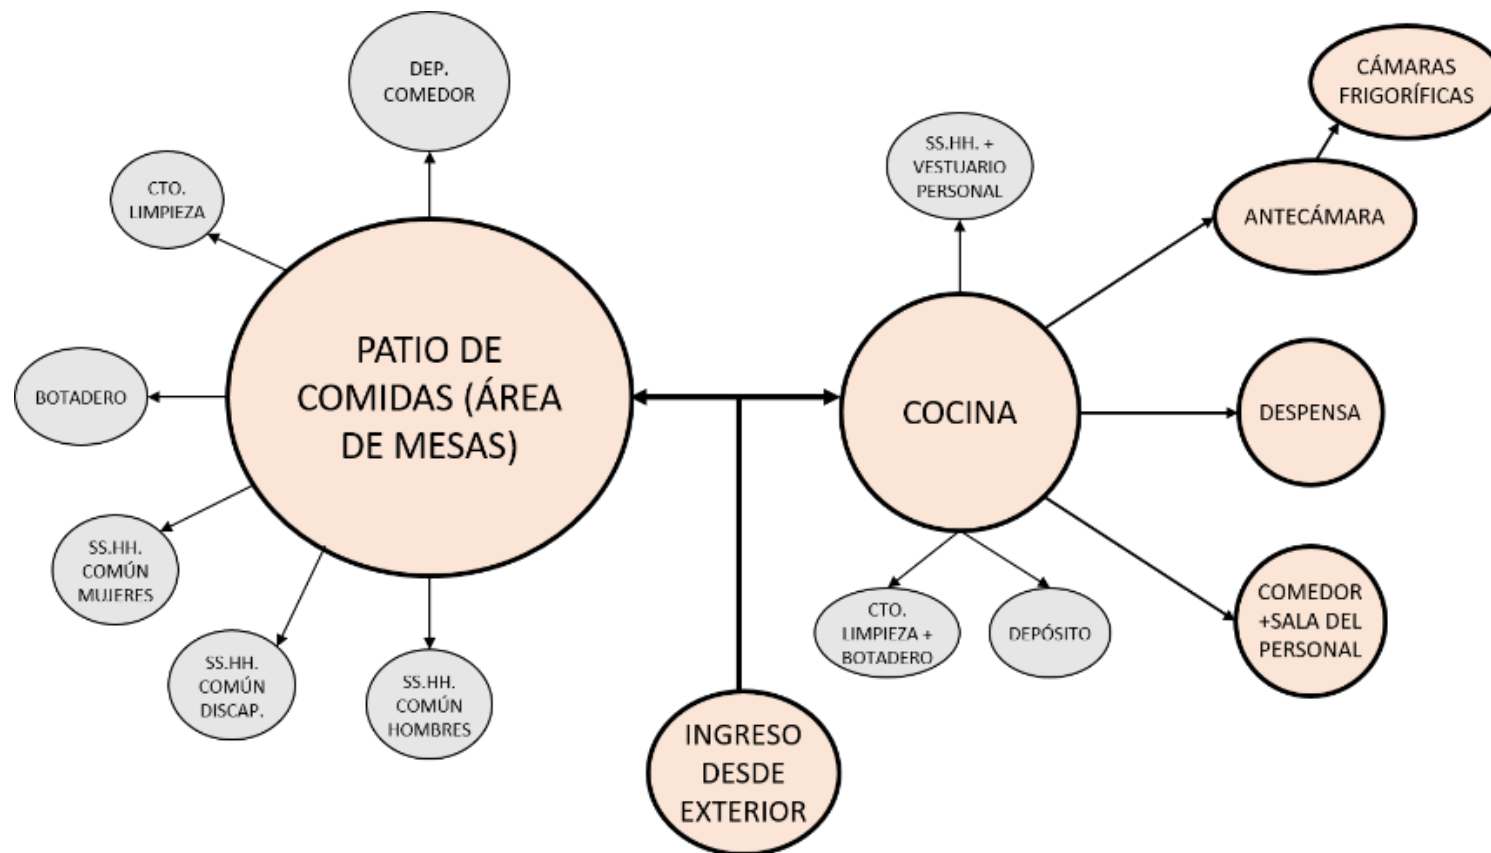 DEP.
COMEDOR
CTO.
LIMPIEZA
BOTADERO
PATIO DE
COMIDAS (ÁREA
DE MESAS)
SS.HH.
COMÚN
MUJERES
SS.HH.
COMÚN
DISCAP.
SS.HH.
COMÚN
HOMBRES
INGRESO
DESDE
EXTERIOR
SS.HH. +
VESTUARIO
PERSONAL
COCINA
CTO.
LIMPIEZA +
BOTADERO
DEPÓSITO
CÁMARAS
FRIGORÍFICAS
ANTECÁMARA
DESPENSA
COMEDOR
+SALA DEL
PERSONAL